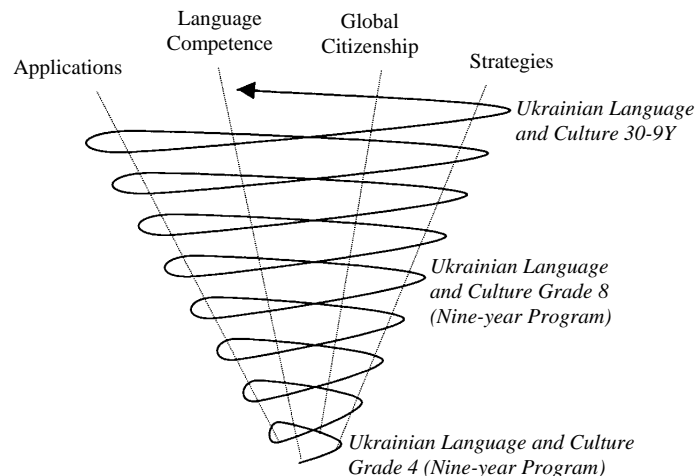 Language
Competence
Global
Citizenship
Applications
Strategies
Ukrainian Language
and Culture 30-9Y
Ukrainian Language
and Culture Grade 8
(Nine-year Program)
Ukrainian Language and Culture
Grade 4 (Nine-year Program)